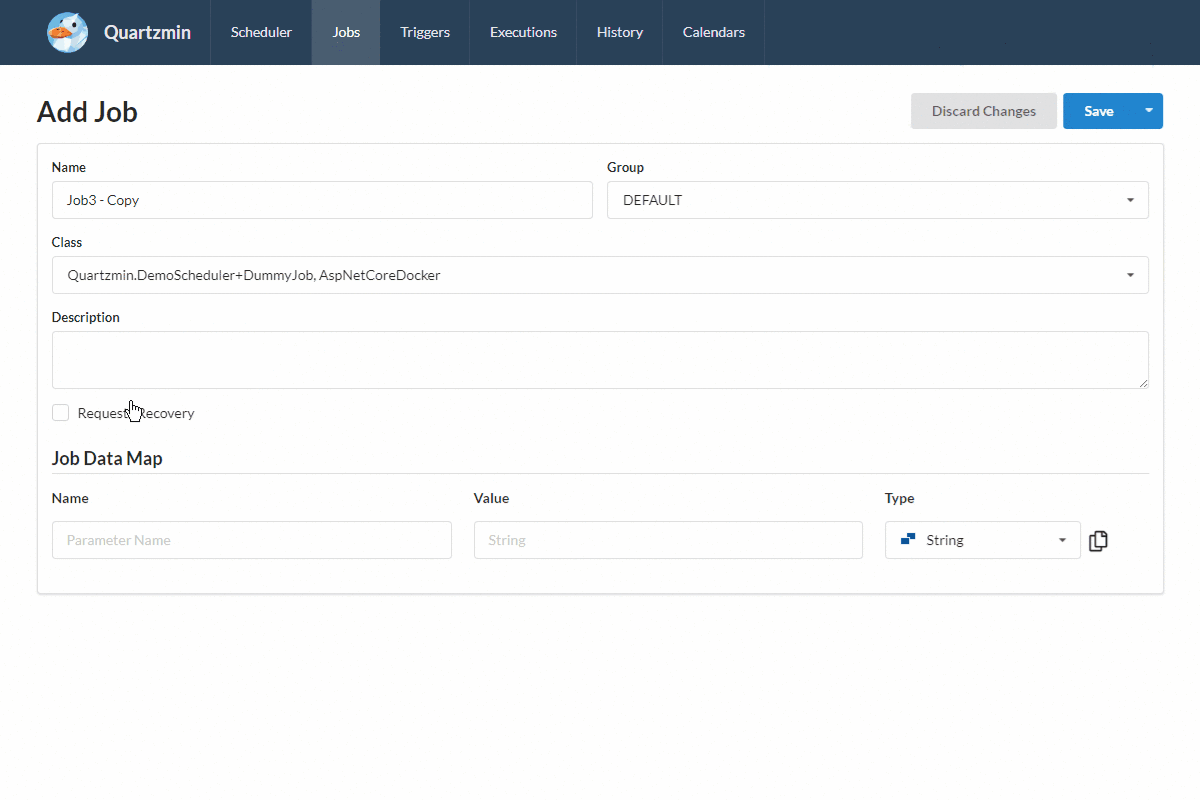 Quartzmin Scheduler Jobs Triggers Executions History Calendars
Add Job Discard Changes Save
Name Group
Job3 - Copy DEFAULT
Class
Quartzmin.DemoScheduler+DummyJob, AspNetCoreDocker
Description
Requests Recovery
Job Data Map
Name Value Type
Parameter Name String String